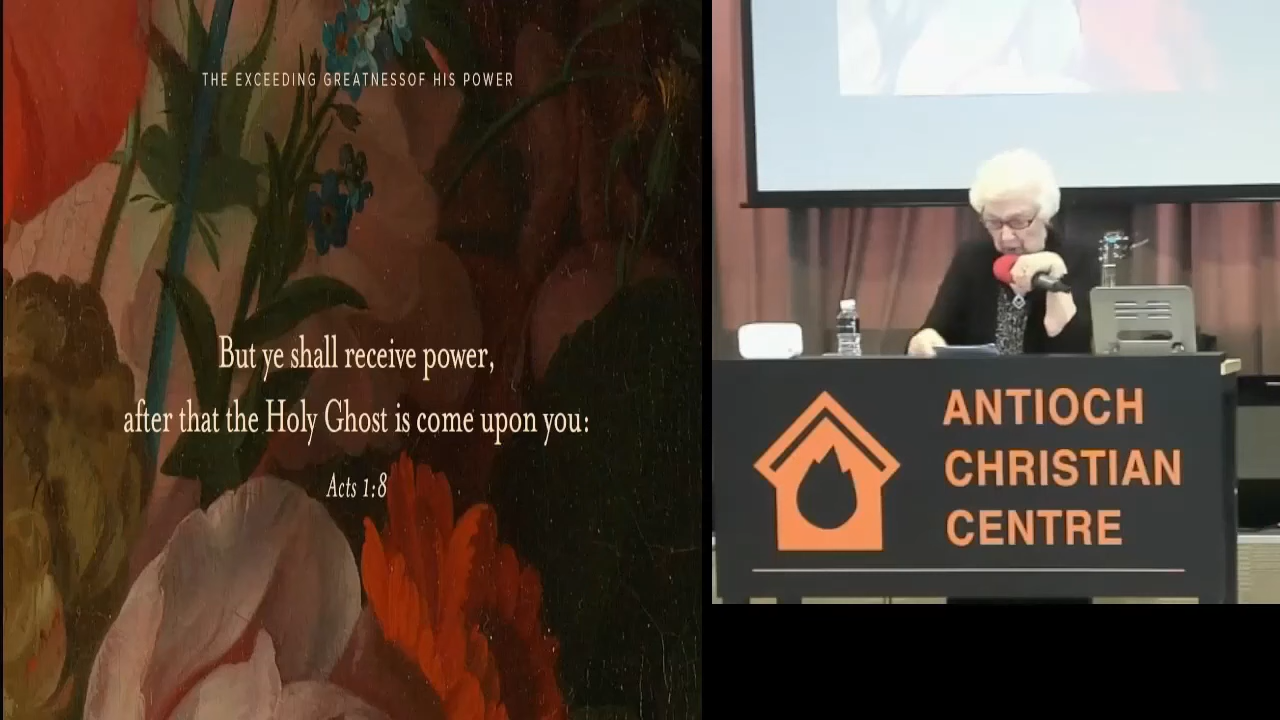 THE EXCEEDING GREATNESSOF HIS POWER
But ye shall receive power,
after that the Holy Ghost is come upon you:
Acts 1:8
ANTIOCH
CHRISTIAN
CENTRE